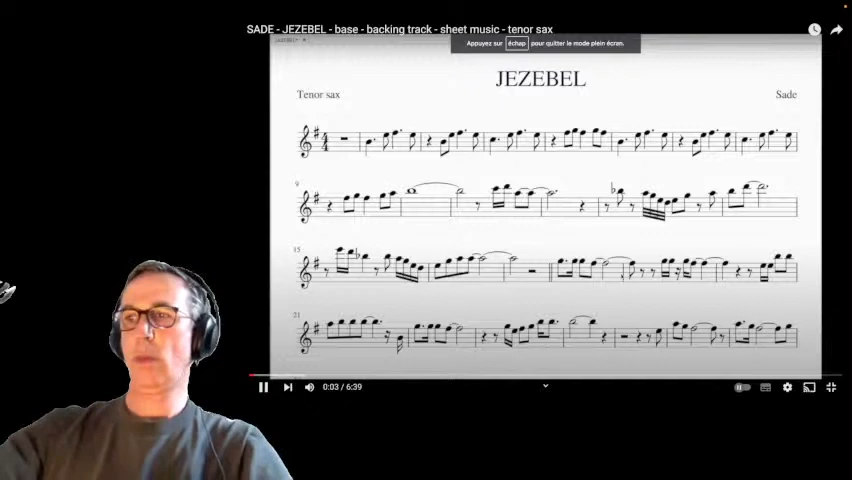 SADE - JEZEBEL - base - backing track - sheet music - tenor sax
JEZEBEL
Appuyez sur échap pour quitter le mode plein écran.
JEZEBEL
Tenor sax
Sade
9
15
21
0:03 / 6:39